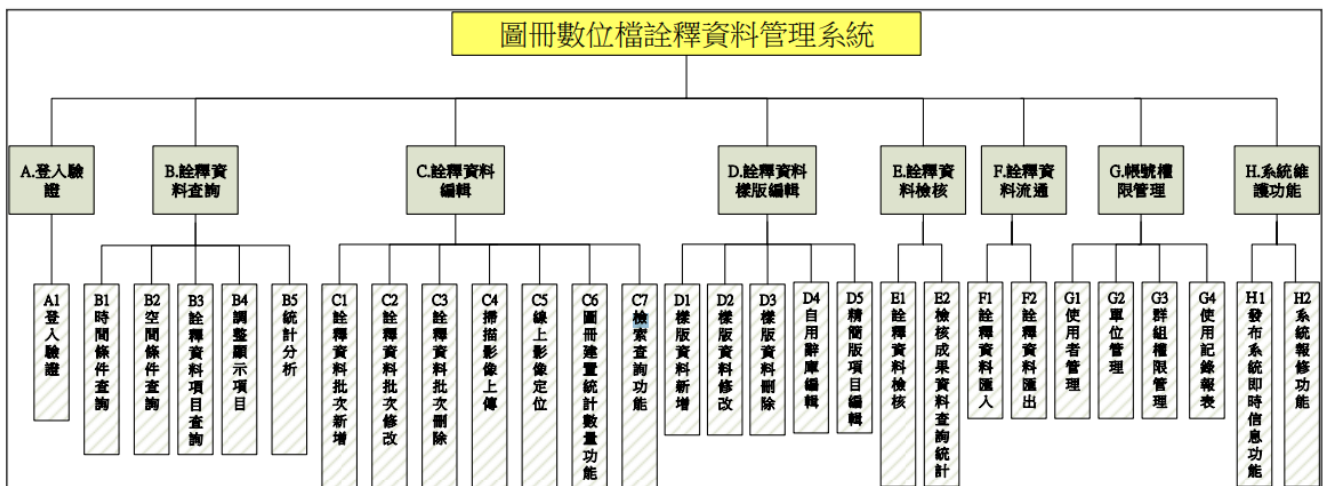 圖冊數位檔詮釋資料管理系統
A.登入驗
證
B.詮釋資
料查詢
C.詮釋資料
編輯
D.詮釋資料
樣版編輯
E.詮釋資
料檢核
F.詮釋資
料流通
G.帳號權
限管理
H.系統維
護功能
A1登入驗證
B1時間條件查詢
B2空間條件查詢
B3詮釋資料項目查詢
B4調整顯示項目
B5統計分析
C1詮釋資料批次新增
C2詮釋資料批次修改
C3詮釋資料批次刪除
C4掃描影像上傳
C5線上影像定位
C6圖冊建置統計數量功能
C7檢索查詢功能
D1樣版資料新增
D2樣版資料修改
D3樣版資料刪除
D4自用辭庫編輯
D5精簡版項目編輯
E1詮釋資料檢核
E2檢核成果資料查詢統計
F1詮釋資料匯入
F2詮釋資料匯出
G1使用者管理
G2單位管理
G3群組權限管理
G4使用記錄報表
H1發布系統即時信息功能
H2系統報修功能